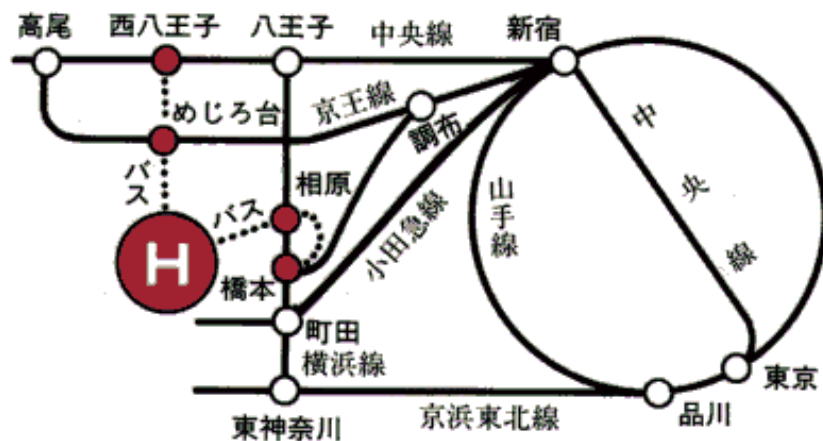 高尾
西八王子
八王子
中央線
新宿
めじろ台
京王線
調布
バス
相原
バス
H
橋本
小田急線
山手線
中央線
町田
横浜線
東神奈川
京浜東北線
品川
東京